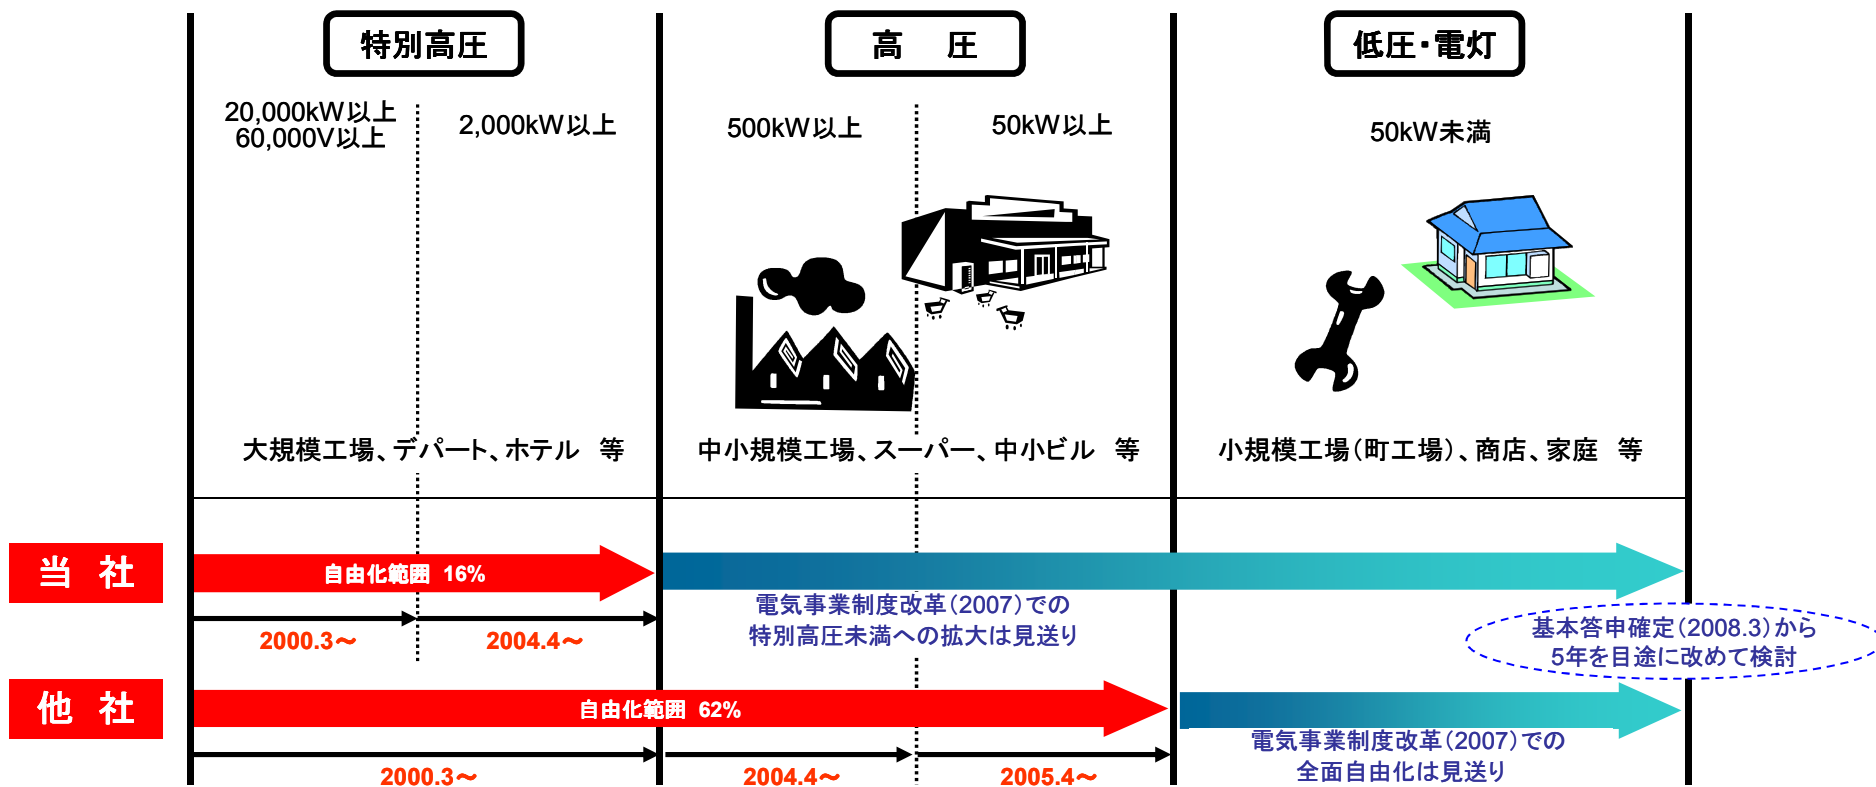 特別高圧
高　圧
低圧・電灯
20,000kW以上
60,000V以上
2,000kW以上
500kW以上
50kW以上
50kW未満
大規模工場、デパート、ホテル　等
中小規模工場、スーパー、中小ビル　等
小規模工場（町工場）、商店、家庭　等
当　社
自由化範囲 16%
2000.3～
2004.4～
電気事業制度改革（2007）での
特別高圧未満への拡大は見送り
基本答申確定（2008.3）から
5年を目途に改めて検討
他　社
自由化範囲 62%
2000.3～
2004.4～
2005.4～
電気事業制度改革（2007）での
全面自由化は見送り